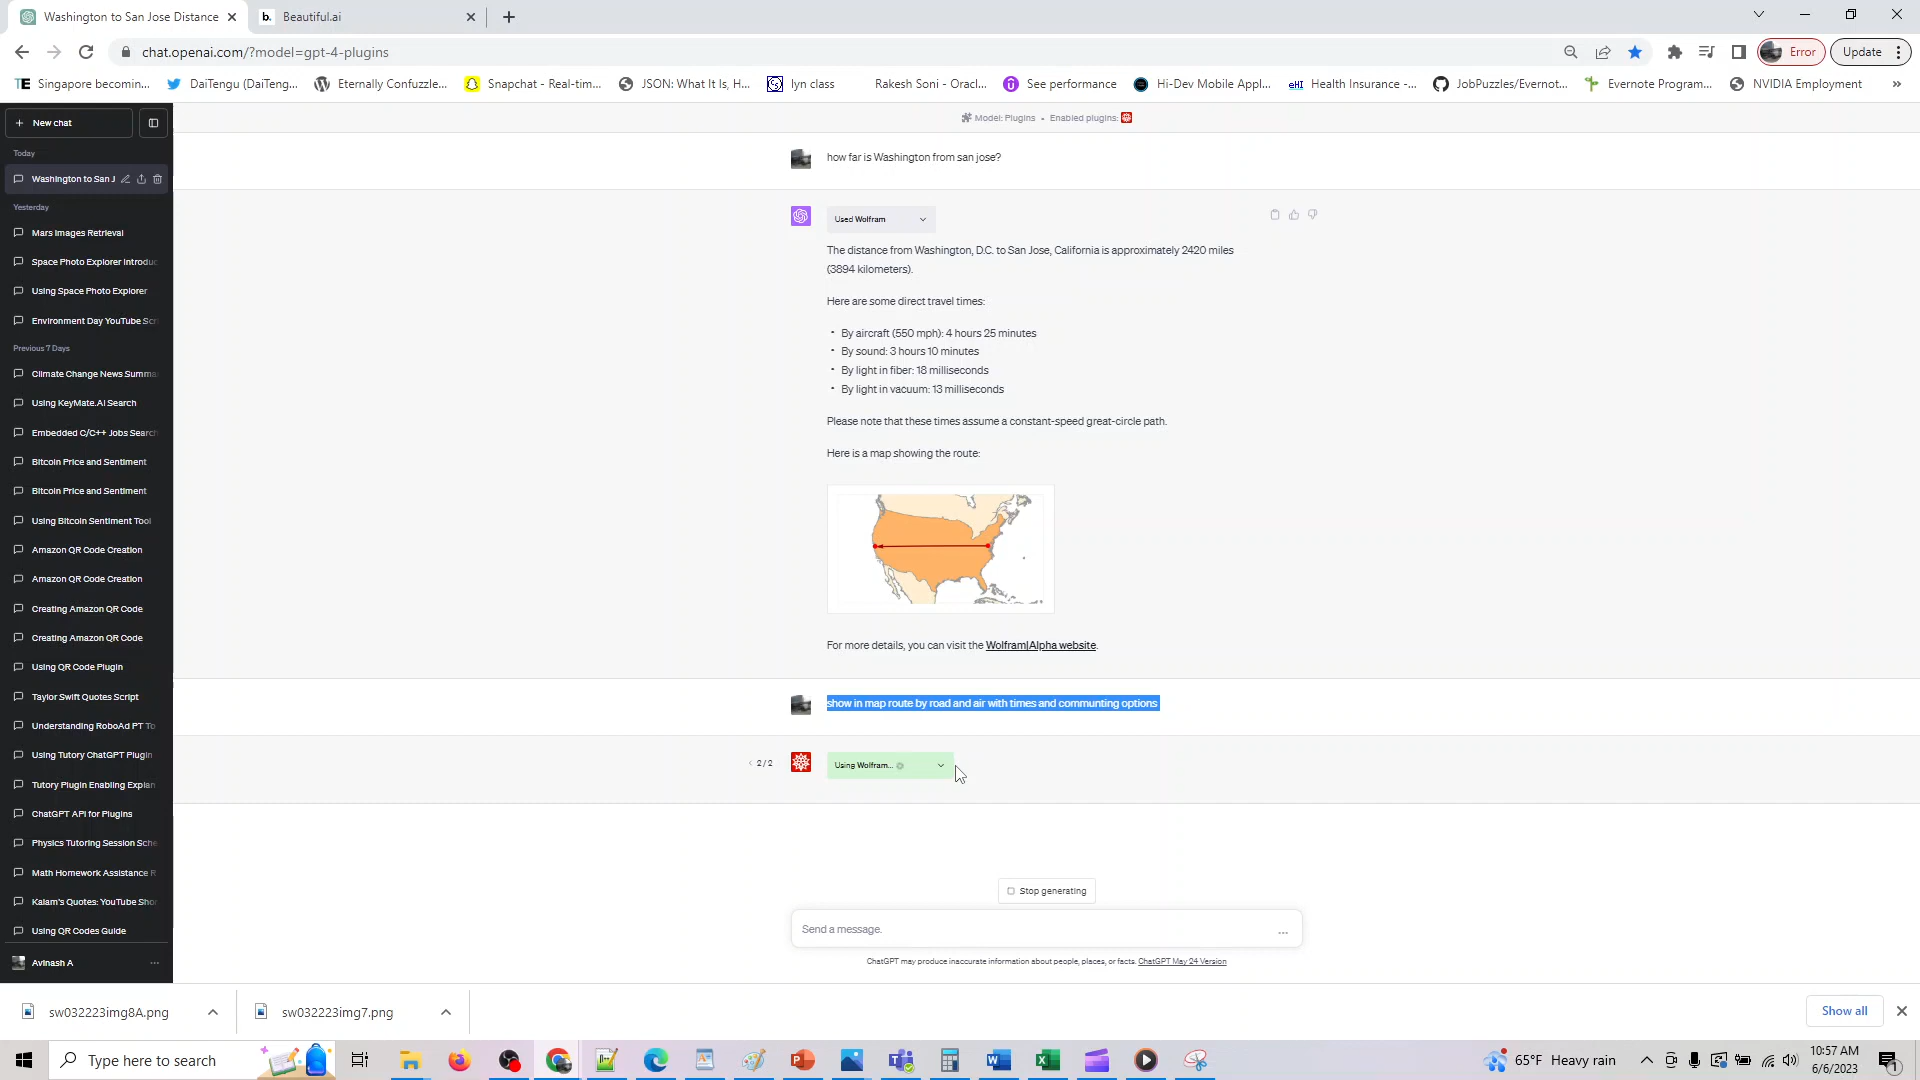 Washington to San Jose Distance
b. Beautiful.ai
chat.openai.com/?model=gpt-4-plugins
Error
Update
TE Singapore becomin...
DaiTengu (DaiTeng...
Eternally Confuzzle...
Snapchat - Real-tim...
JSON: What It Is, H...
lyn class
Rakesh Soni - Oracl...
See performance
Hi-Dev Mobile Appl...
eHI Health Insurance -...
JobPuzzles/Evernot...
Evernote Program...
NVIDIA Employment
»
+ New chat
Model: Plugins • Enabled plugins:
Today
Washington to San J
Yesterday
Mars Images Retrieval
Space Photo Explorer Introduc
Using Space Photo Explorer
Environment Day YouTube Scr
Previous 7 Days
Climate Change News Summa
Using KeyMate.AI Search
Embedded C/C++ Jobs Search
Bitcoin Price and Sentiment
Bitcoin Price and Sentiment
Using Bitcoin Sentiment Tool
Amazon QR Code Creation
Amazon QR Code Creation
Creating Amazon QR Code
Creating Amazon QR Code
Using QR Code Plugin
Taylor Swift Quotes Script
Understanding RoboAd PT To
Using Tutory ChatGPT Plugin
Tutory Plugin Enabling Explan
ChatGPT API for Plugins
Physics Tutoring Session Sche
Math Homework Assistance R
Kalam's Quotes: YouTube Sho
Using QR Codes Guide
Avinash A
how far is Washington from san jose?
Used Wolfram
The distance from Washington, D.C. to San Jose, California is approximately 2420 miles
(3894 kilometers).
Here are some direct travel times:
• By aircraft (550 mph): 4 hours 25 minutes
• By sound: 3 hours 10 minutes
• By light in fiber: 18 milliseconds
• By light in vacuum: 13 milliseconds
Please note that these times assume a constant-speed great-circle path.
Here is a map showing the route:
For more details, you can visit the Wolfram|Alpha website.
show in map route by road and air with times and communting options
2 / 2
Using Wolfram...
Stop generating
Send a message.
ChatGPT may produce inaccurate information about people, places, or facts. ChatGPT May 24 Version
sw032223img8A.png
sw032223img7.png
Show all
Type here to search
65°F Heavy rain
10:57 AM
6/6/2023
1